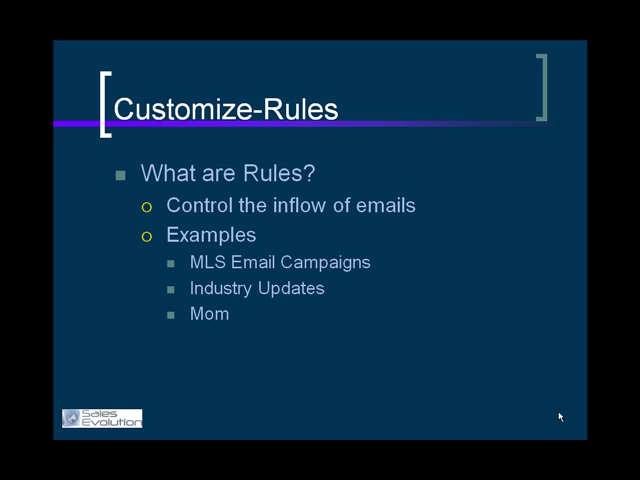 Customize-Rules
What are Rules?
Control the inflow of emails
Examples
MLS Email Campaigns
Industry Updates
Mom
Sales
Evolution